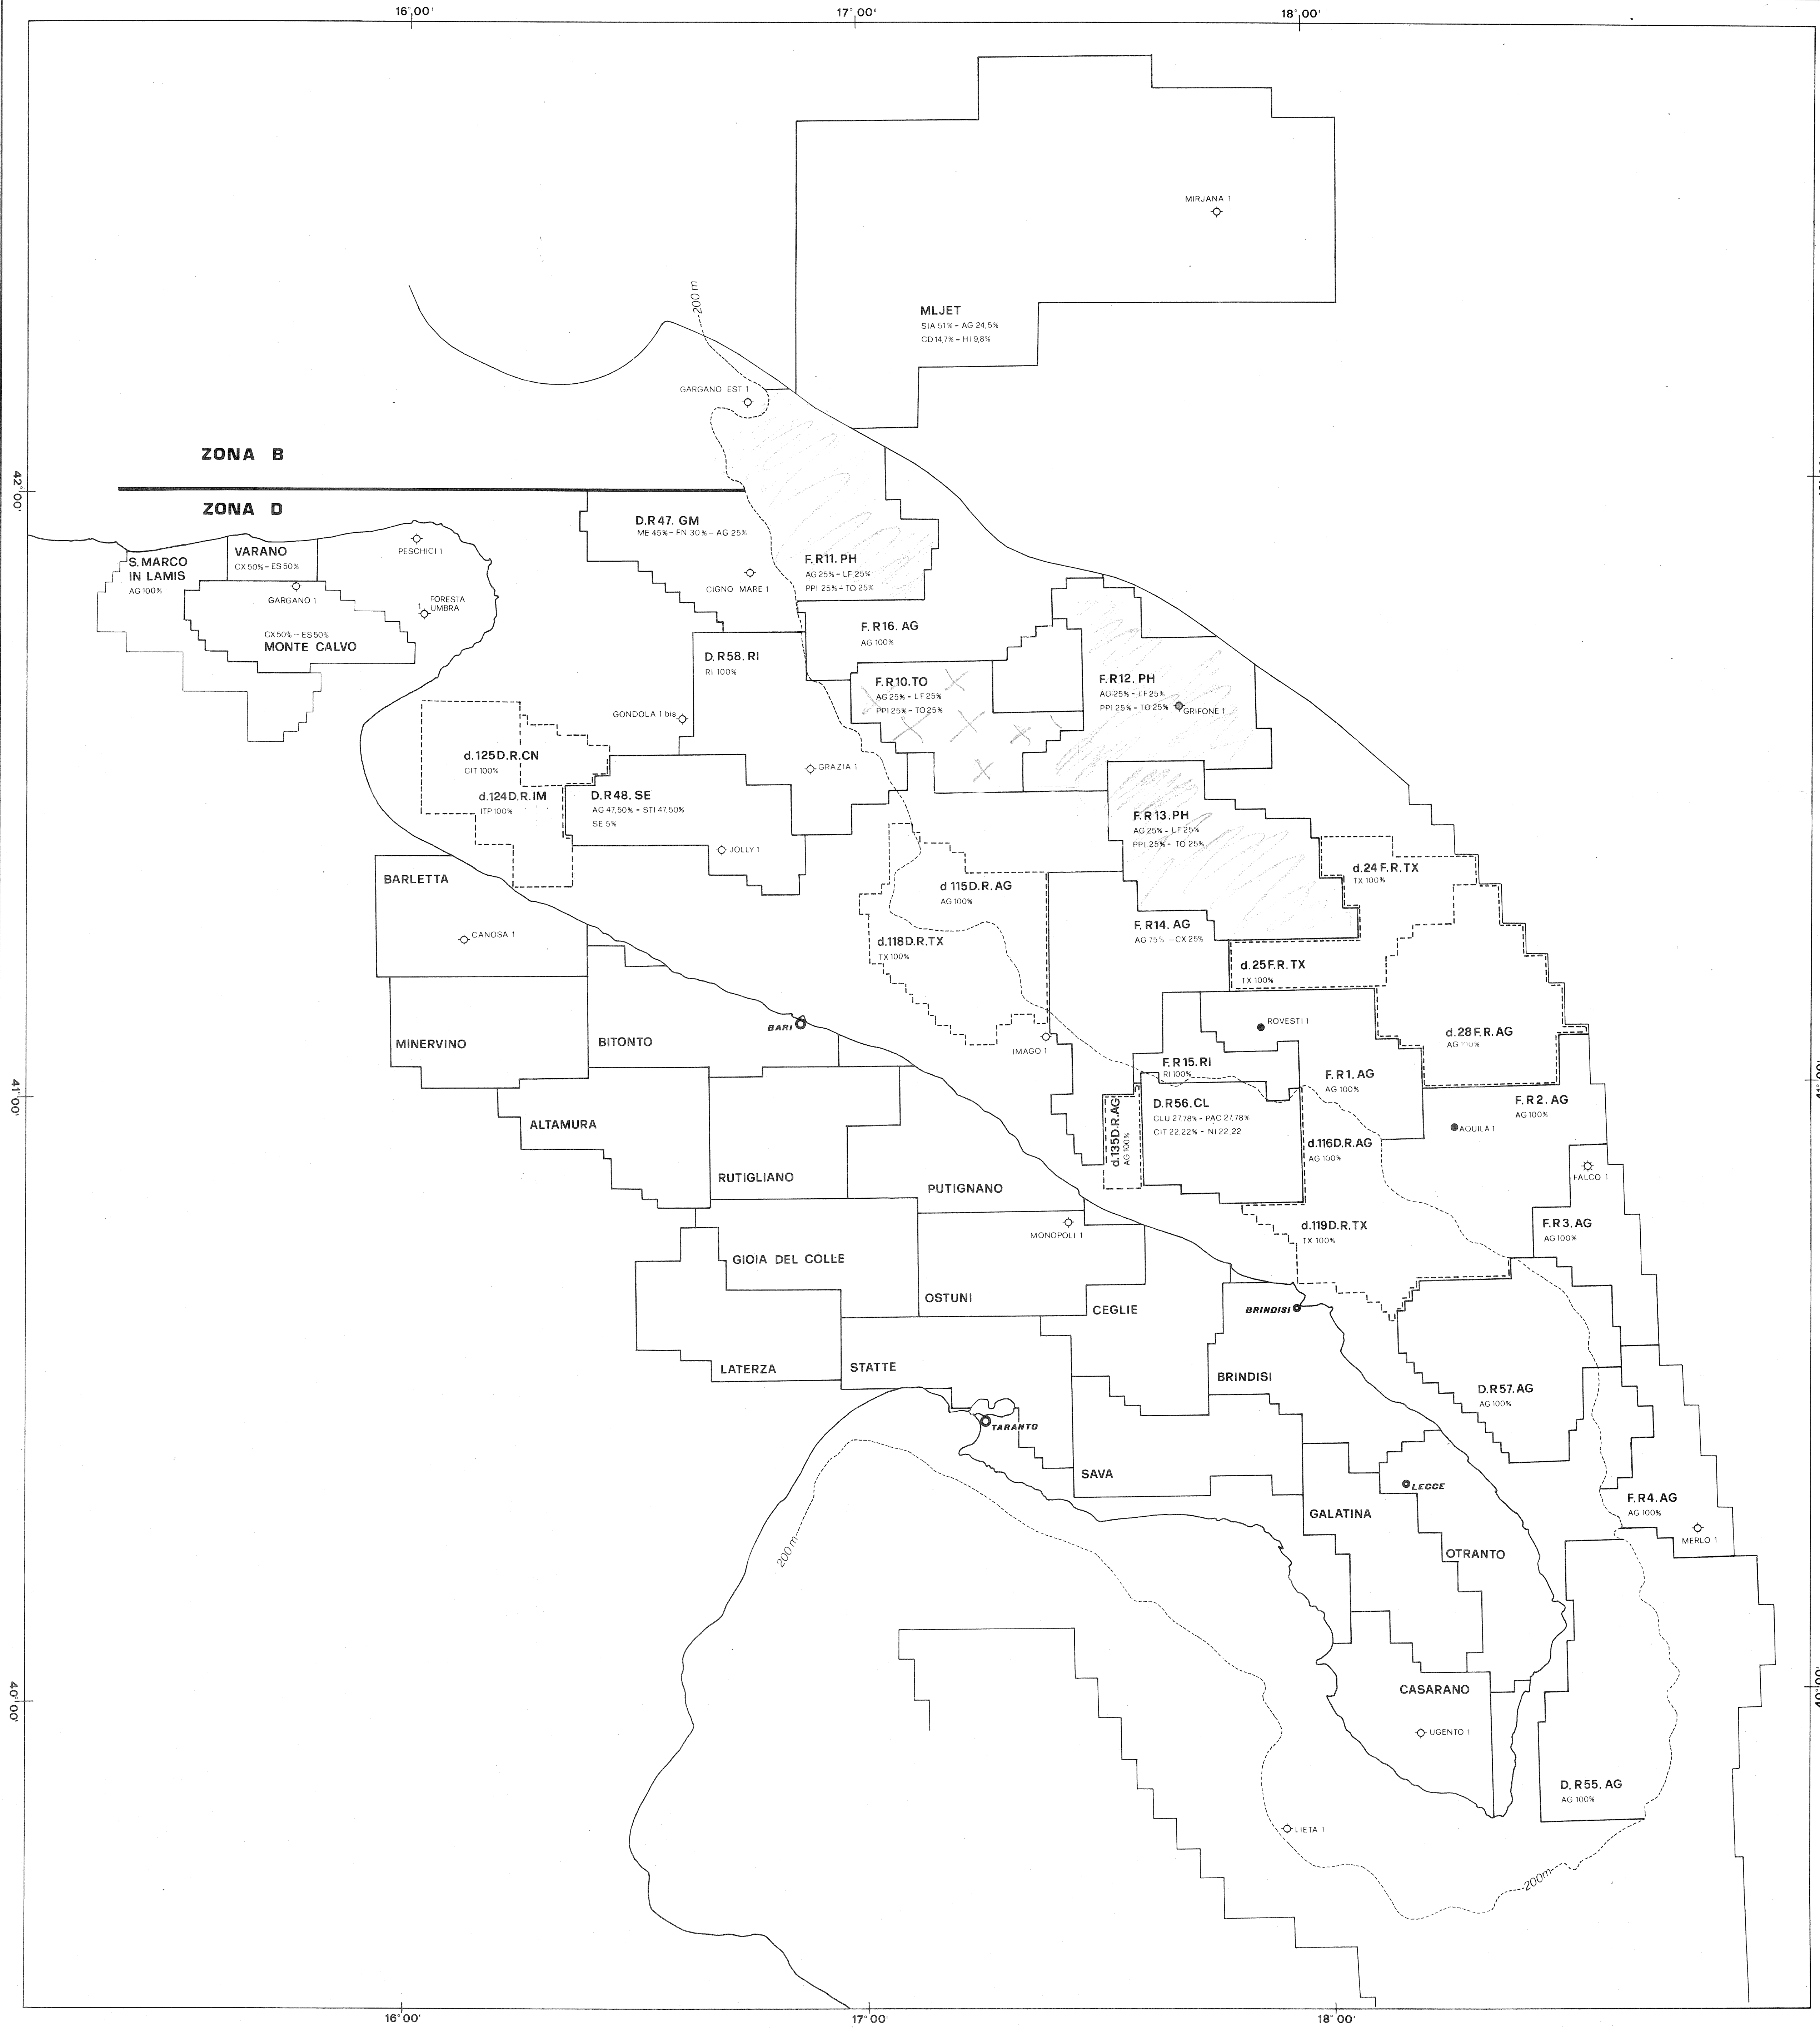 16°00'
17°00'
18°00'
MIRJANA 1
200 m
MLJET
SIA 51% - AG 24,5%
CD 14,7% - HI 9,8%
GARGANO EST 1
ZONA B
42°00'
ZONA D
D.R 47. GM
ME 45% - FN 30% - AG 25%
PESCHICI 1
VARANO
CX 50% - ES 50%
S. MARCO
IN LAMIS
AG 100%
GARGANO 1
1 FORESTA
UMBRA
CX 50% - ES 50%
MONTE CALVO
CIGNO MARE 1
F.R 11. PH
AG 25% - LF 25%
PPI 25% - TO 25%
F.R 16. AG
AG 100%
D.R 58. RI
RI 100%
F.R 10. TO
AG 25% - LF 25%
PPI 25% - TO 25%
F.R 12. PH
AG 25% - LF 25%
PPI 25% - TO 25%
GRIFONE 1
GONDOLA 1 bis
GRAZIA 1
d.125 D.R.CN
CIT 100%
d.124 D.R.IM
ITP 100%
D.R 48. SE
AG 47,50% - STI 47,50%
SE 5%
JOLLY 1
F.R 13. PH
AG 25% - LF 25%
PPI 25% - TO 25%
d.24 F.R.TX
TX 100%
BARLETTA
CANOSA 1
d 115 D.R. AG
AG 100%
d.118 D.R.TX
TX 100%
F.R 14. AG
AG 75% - CX 25%
d.25 F.R. TX
TX 100%
ROVESTI 1
d.28 F.R. AG
AG 100%
MINERVINO
BITONTO
BARI
IMAGO 1
F.R 15. RI
RI 100%
F.R 1. AG
AG 100%
F.R 2. AG
AG 100%
AQUILA 1
41°00'
ALTAMURA
d.135 D.R. AG
AG 100%
D.R 56. CL
CLU 27,78% - PAC 27,78%
CIT 22,22% - NI 22,22
d.116 D.R. AG
AG 100%
FALCO 1
RUTIGLIANO
PUTIGNANO
MONOPOLI 1
d.119 D.R.TX
TX 100%
F.R 3. AG
AG 100%
GIOIA DEL COLLE
OSTUNI
CEGLIE
BRINDISI
LATERZA
STATTE
BRINDISI
D.R 57. AG
AG 100%
TARANTO
SAVA
LECCE
GALATINA
F.R 4. AG
AG 100%
MERLO 1
200 m
OTRANTO
40°00'
CASARANO
UGENTO 1
D. R 55. AG
AG 100%
LIETA 1
200m
16°00'
17°00'
18°00'